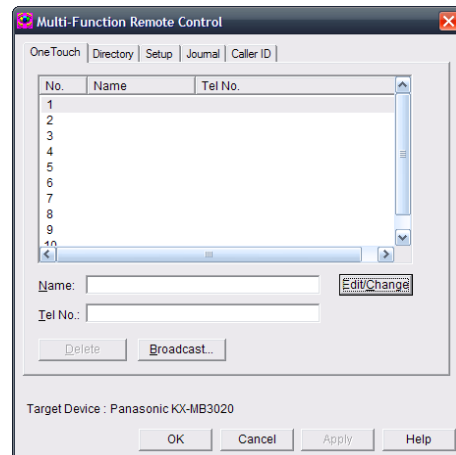 Multi-Function Remote Control
OneTouch Directory Setup Journal Caller ID
No. Name Tel No.
1
2
3
4
5
6
7
8
9
10
Name: Edit/Change
Tel No.:
Delete Broadcast...
Target Device : Panasonic KX-MB3020
OK Cancel Apply Help